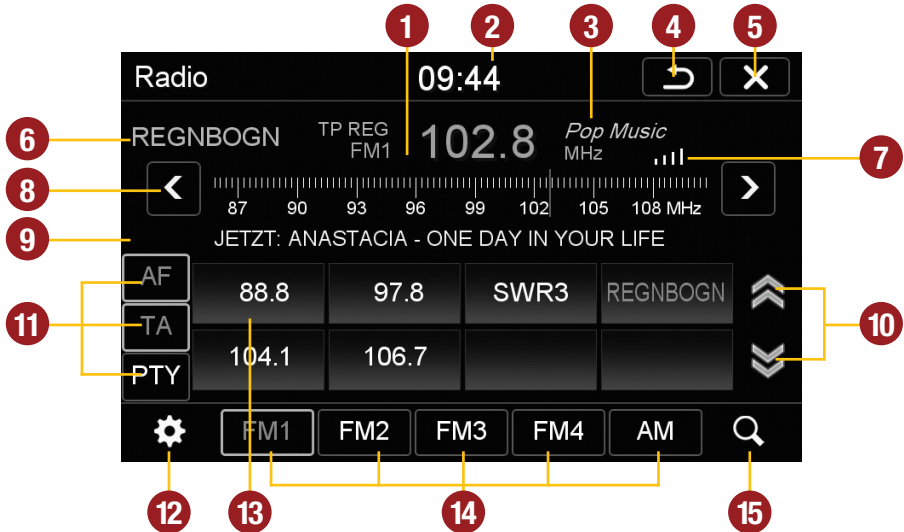 1 2 3 4 5
Radio 09:44
6 REGNBOGN TP REG FM1 102.8 Pop Music MHz 7
8 87 90 93 96 99 102 105 108 MHz
9 JETZT: ANASTACIA - ONE DAY IN YOUR LIFE
AF 88.8 97.8 SWR3 REGNBOGN
11 TA 10
PTY 104.1 106.7
FM1 FM2 FM3 FM4 AM
12 13 14 15